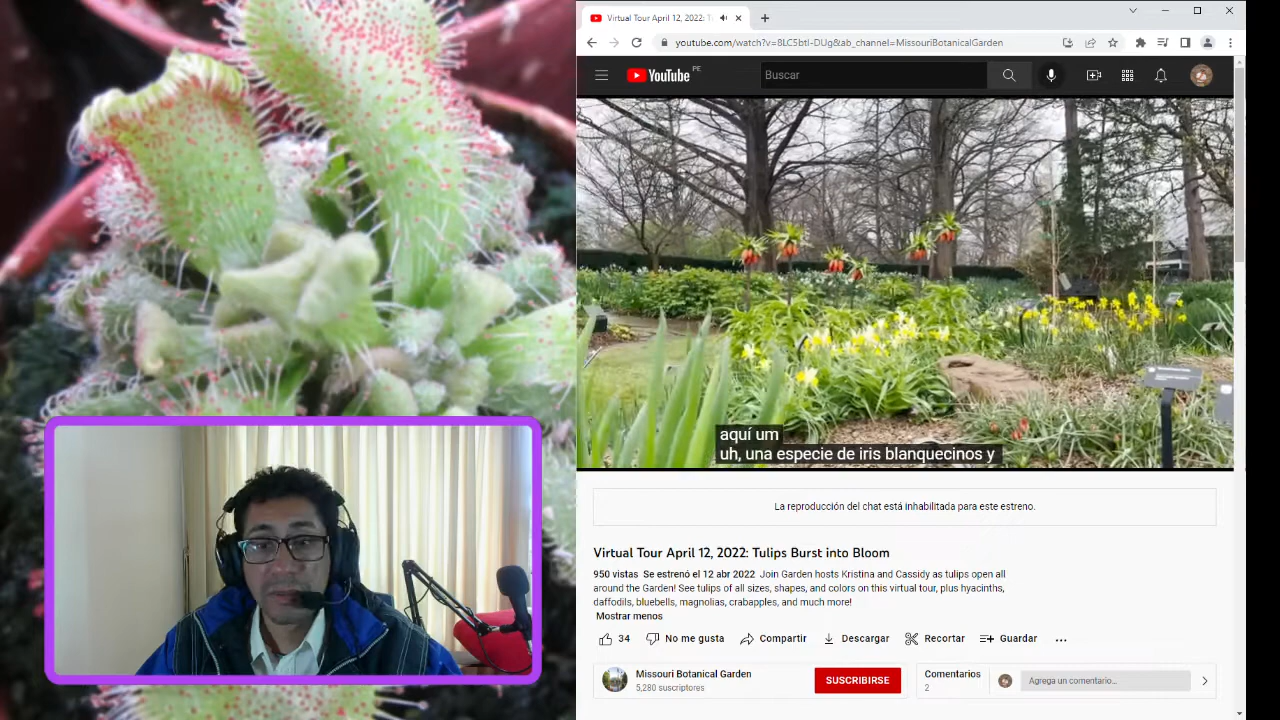 Virtual Tour April 12, 2022: T
youtube.com/watch?v=8LC5btI-DUg&ab_channel=MissouriBotanicalGarden
YouTube PE
Buscar
aquí um
uh, una especie de iris blanquecinos y
La reproducción del chat está inhabilitada para este estreno.
Virtual Tour April 12, 2022: Tulips Burst into Bloom
950 vistas Se estrenó el 12 abr 2022 Join Garden hosts Kristina and Cassidy as tulips open all
around the Garden! See tulips of all sizes, shapes, and colors on this virtual tour, plus hyacinths,
daffodils, bluebells, magnolias, crabapples, and much more!
Mostrar menos
34 No me gusta Compartir Descargar Recortar Guardar
Missouri Botanical Garden
5,280 suscriptores
SUSCRIBIRSE
Comentarios
2
Agrega un comentario...